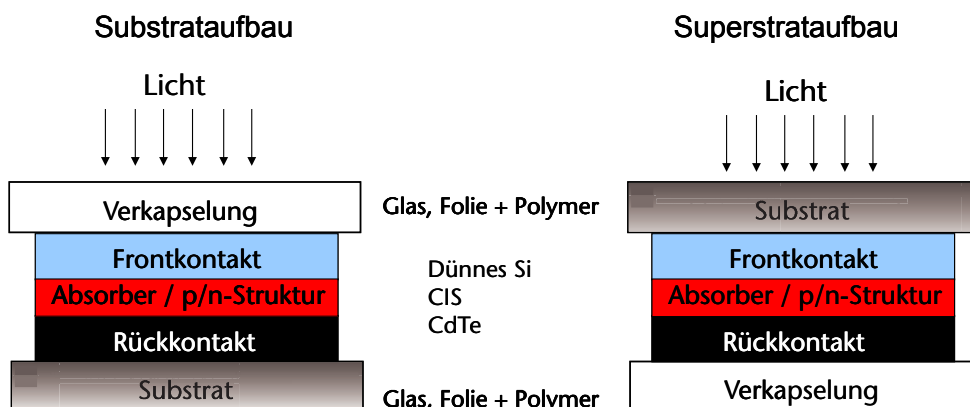 Substrataufbau
Licht
Verkapselung
Frontkontakt
Absorber / p/n-Struktur
Rückkontakt
Substrat
Glas, Folie + Polymer
Dünnes Si
CIS
CdTe
Glas, Folie + Polymer
Superstrataufbau
Licht
Substrat
Frontkontakt
Absorber / p/n-Struktur
Rückkontakt
Verkapselung